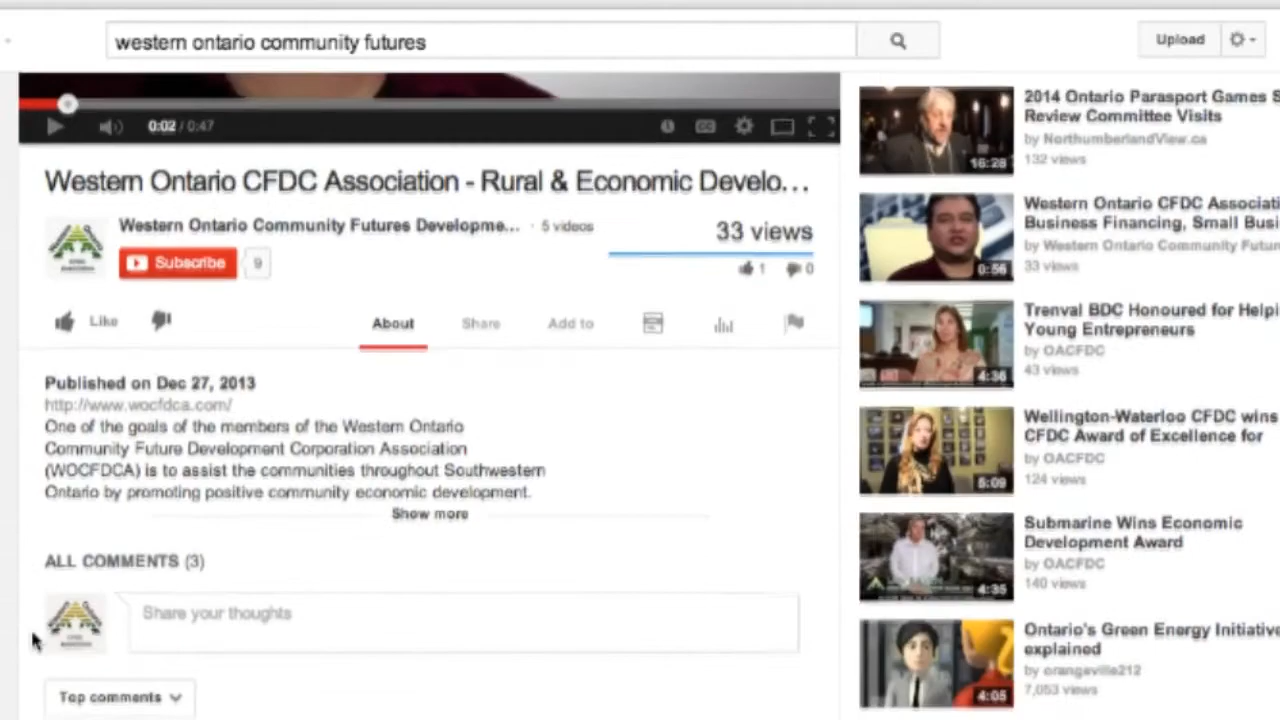 western ontario community futures
Upload
0:02 / 0:47
CC
Western Ontario CFDC Association - Rural & Economic Develo...
Western Ontario Community Futures Developme... · 5 videos
Subscribe
9
33 views
1
0
Like
About
Share
Add to
Published on Dec 27, 2013
http://www.wocfdca.com/
One of the goals of the members of the Western Ontario
Community Future Development Corporation Association
(WOCFDCA) is to assist the communities throughout Southwestern
Ontario by promoting positive community economic development.
Show more
ALL COMMENTS (3)
Share your thoughts
Top comments
16:28
2014 Ontario Parasport Games S
Review Committee Visits
by NorthumberlandView.ca
132 views
0:56
Western Ontario CFDC Associati
Business Financing, Small Busi
by Western Ontario Community Futur
33 views
4:36
Trenval BDC Honoured for Helpi
Young Entrepreneurs
by OACFDC
43 views
5:09
Wellington-Waterloo CFDC wins
CFDC Award of Excellence for
by OACFDC
124 views
4:35
Submarine Wins Economic
Development Award
by OACFDC
140 views
4:05
Ontario's Green Energy Initiative
explained
by orangeville212
7,053 views